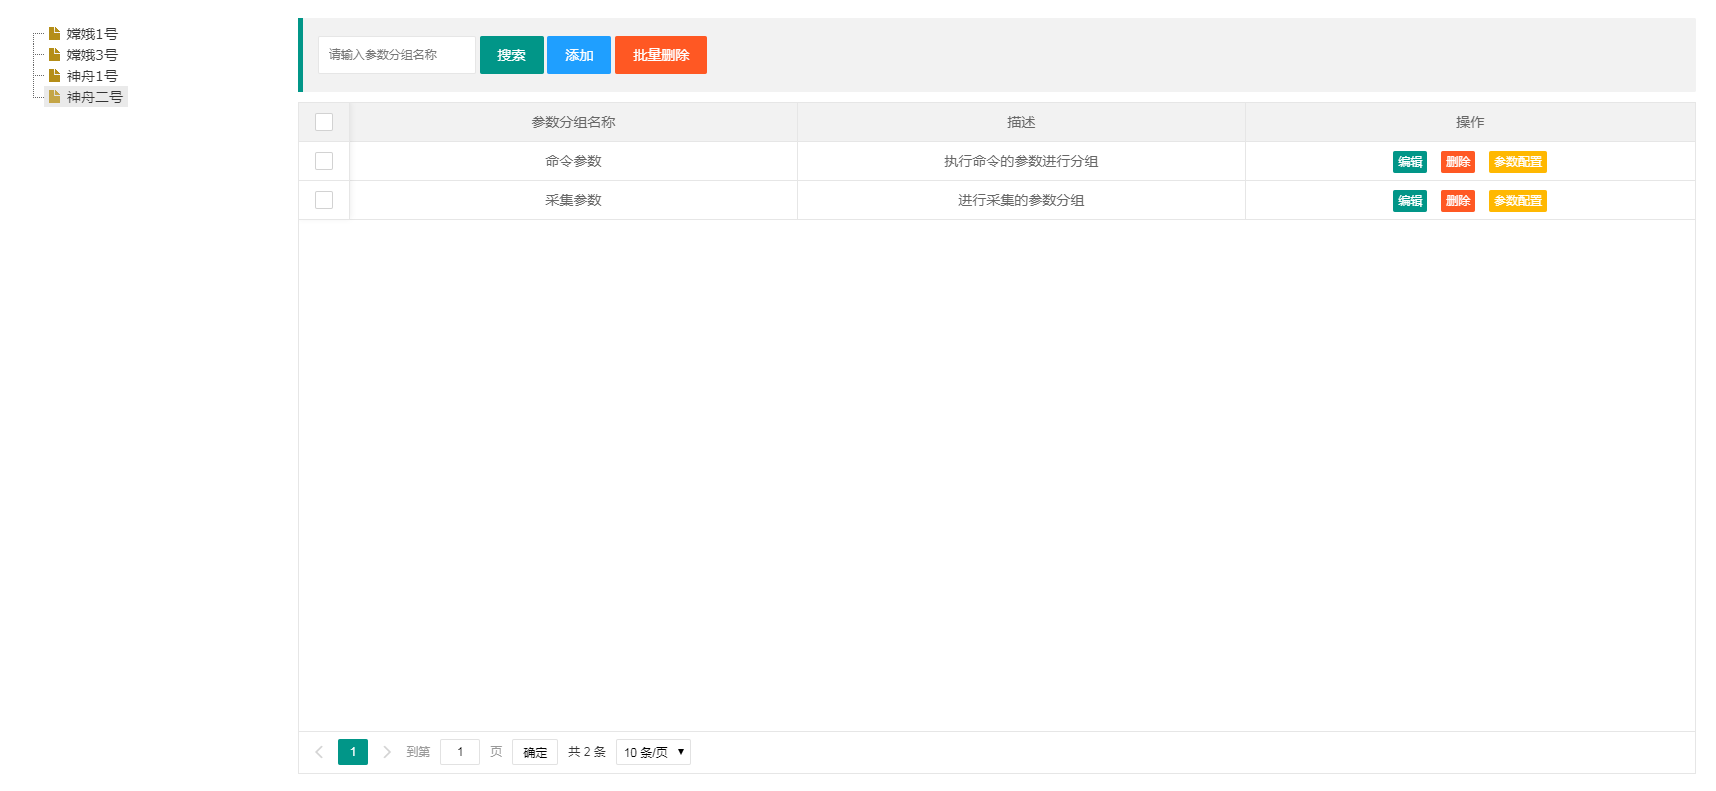 嫦娥1号
嫦娥3号
神舟1号
神舟二号
请输入参数分组名称 搜索 添加 批量删除
参数分组名称 描述 操作
命令参数 执行命令的参数进行分组 编辑 删除 参数配置
采集参数 进行采集的参数分组 编辑 删除 参数配置
1 到第 1 页 确定 共 2 条 10 条/页